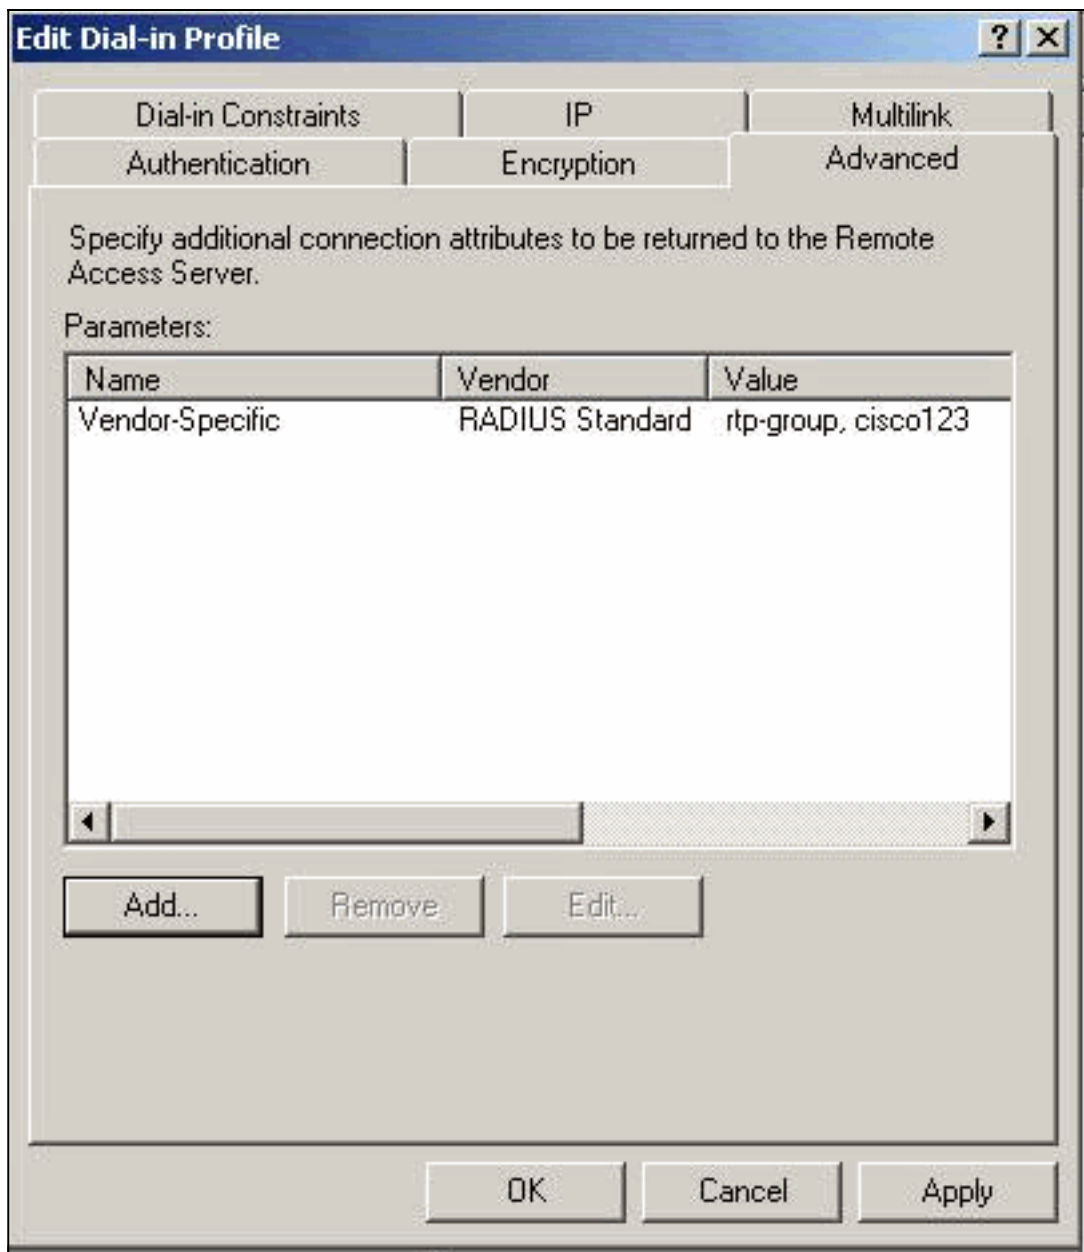 Edit Dial-in Profile
Dial-in Constraints IP Multilink
Authentication Encryption Advanced
Specify additional connection attributes to be returned to the Remote
Access Server.
Parameters:
Name Vendor Value
Vendor-Specific RADIUS Standard rtp-group, cisco123
Add... Remove Edit...
OK Cancel Apply